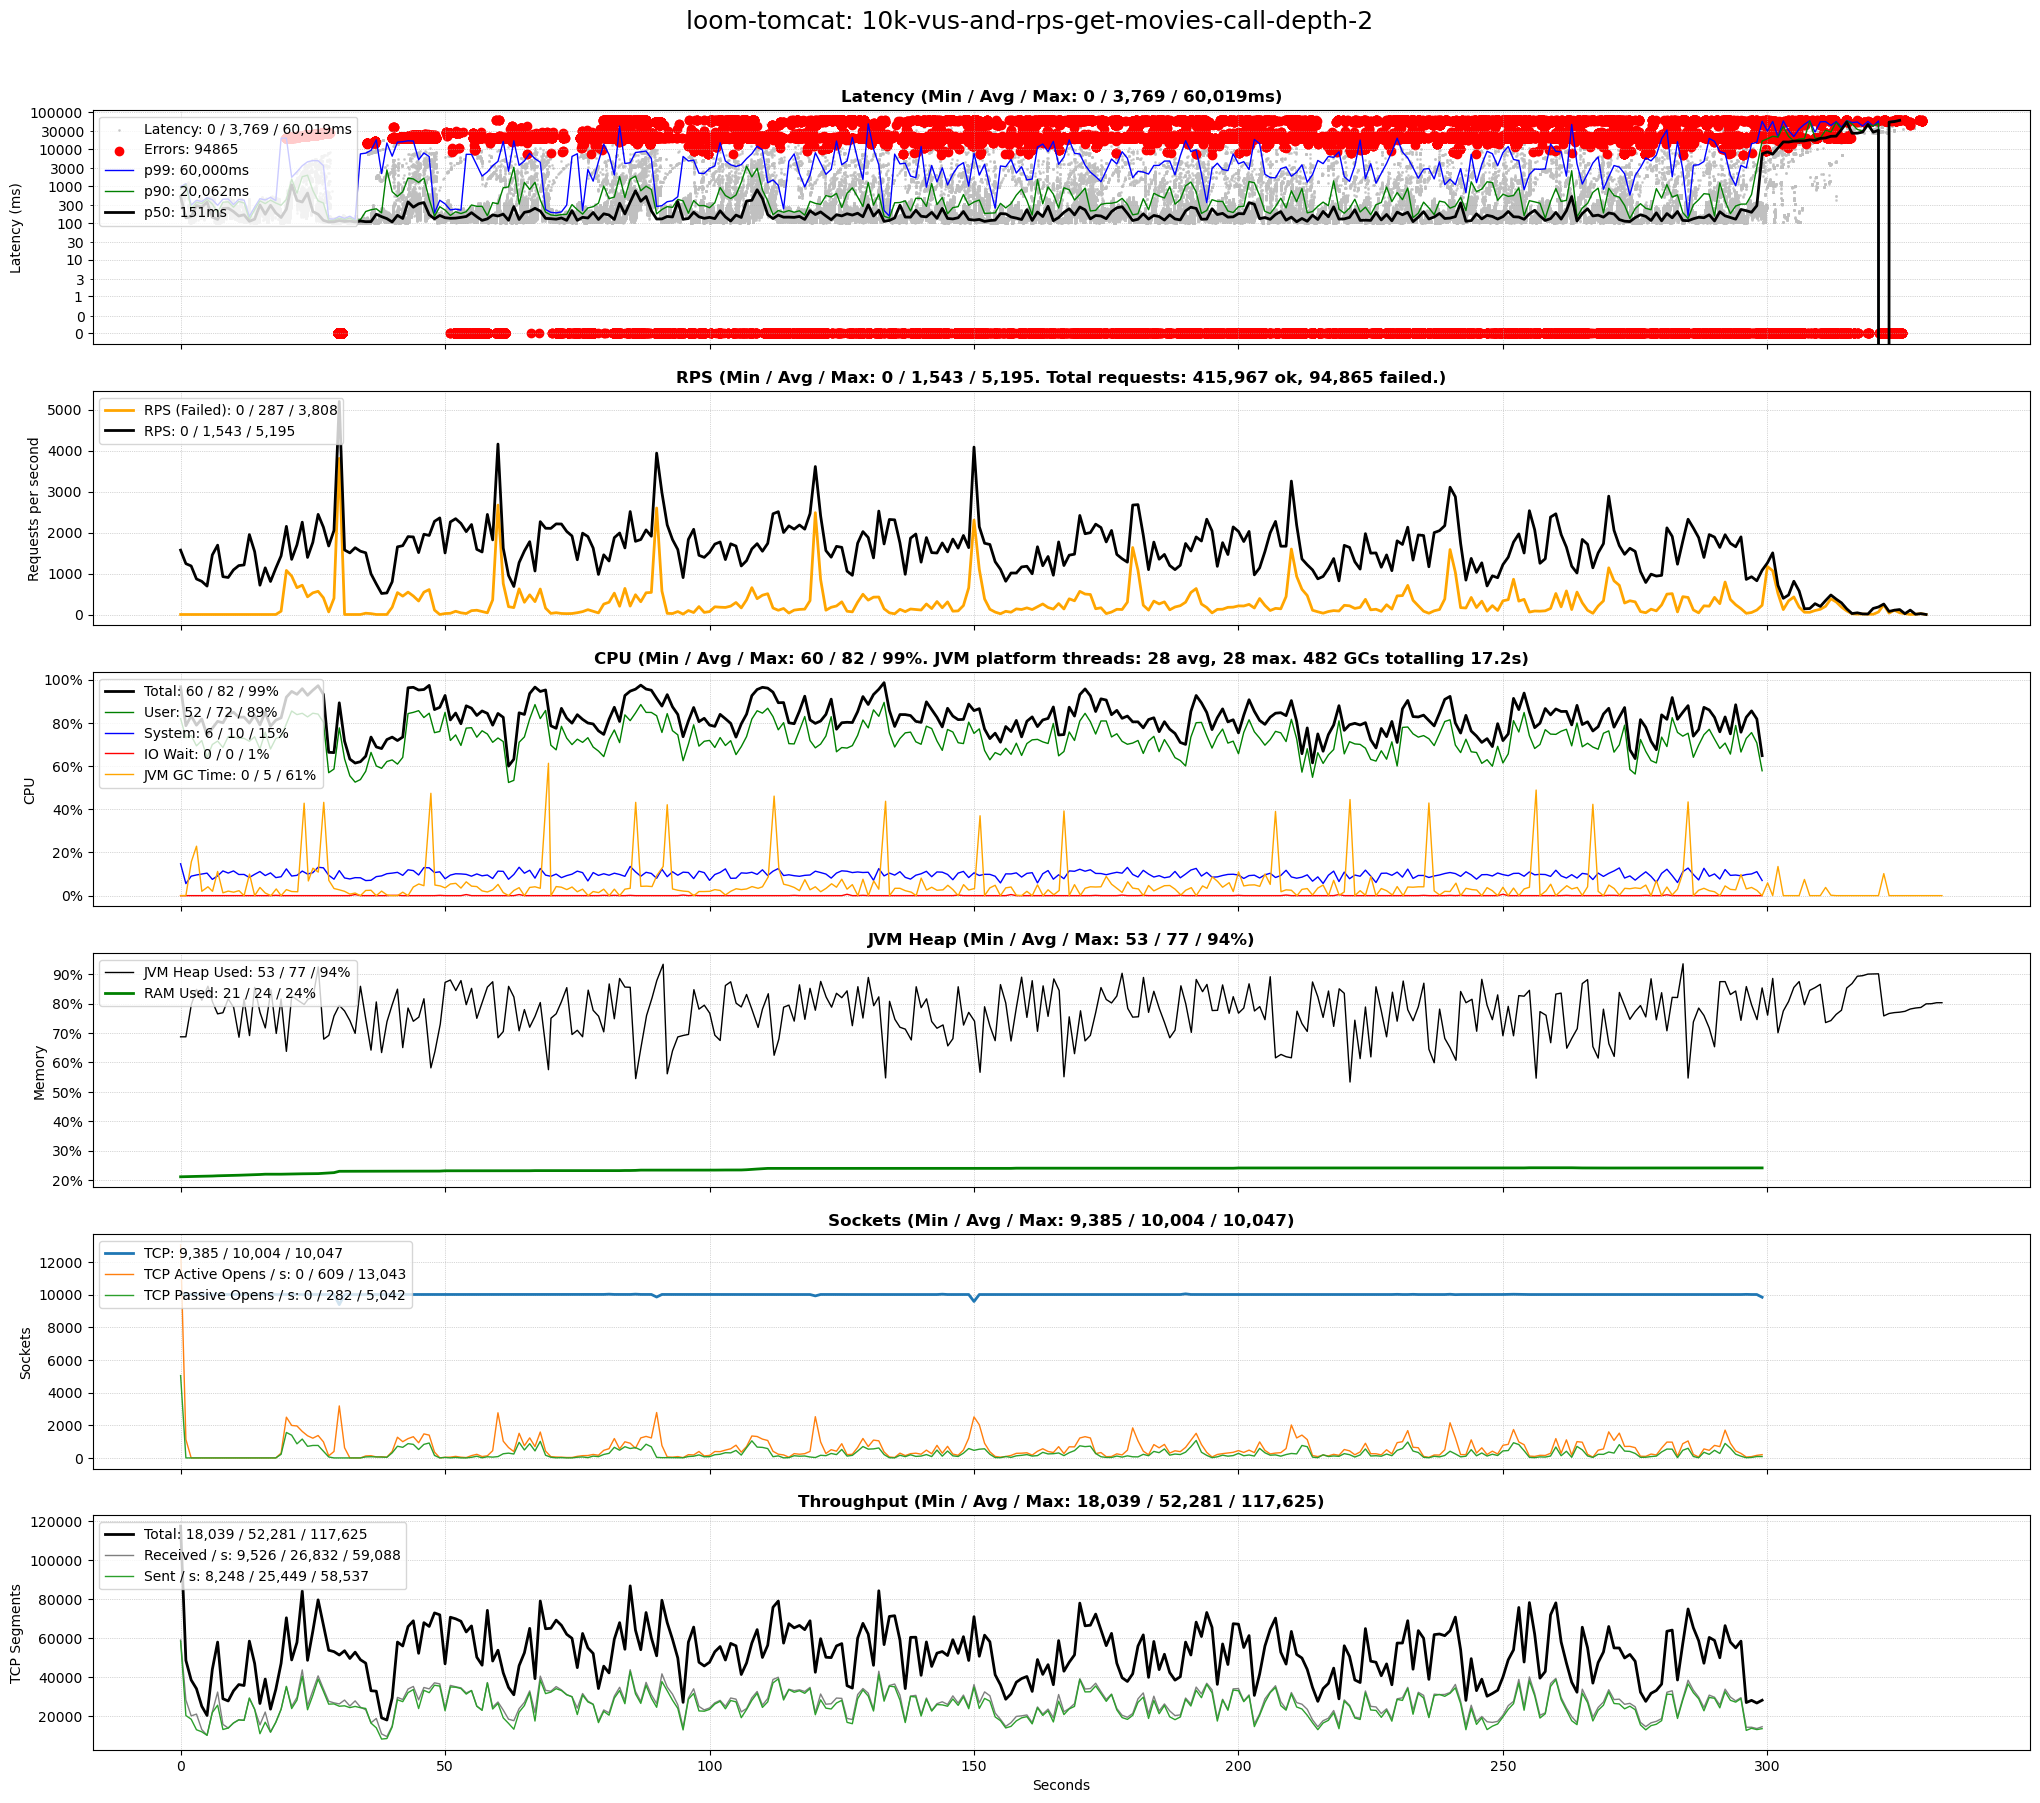 loom-tomcat: 10k-vus-and-rps-get-movies-call-depth-2
Latency (Min / Avg / Max: 0 / 3,769 / 60,019ms)
Latency (ms)
100000
30000
10000
3000
1000
300
100
30
10
3
1
0
0
Latency: 0 / 3,769 / 60,019ms
Errors: 94865
p99: 60,000ms
p90: 20,062ms
p50: 151ms
RPS (Min / Avg / Max: 0 / 1,543 / 5,195. Total requests: 415,967 ok, 94,865 failed.)
Requests per second
5000
4000
3000
2000
1000
0
RPS (Failed): 0 / 287 / 3,808
RPS: 0 / 1,543 / 5,195
CPU (Min / Avg / Max: 60 / 82 / 99%. JVM platform threads: 28 avg, 28 max. 482 GCs totalling 17.2s)
CPU
100%
80%
60%
40%
20%
0%
Total: 60 / 82 / 99%
User: 52 / 72 / 89%
System: 6 / 10 / 15%
IO Wait: 0 / 0 / 1%
JVM GC Time: 0 / 5 / 61%
JVM Heap (Min / Avg / Max: 53 / 77 / 94%)
Memory
90%
80%
70%
60%
50%
40%
30%
20%
JVM Heap Used: 53 / 77 / 94%
RAM Used: 21 / 24 / 24%
Sockets (Min / Avg / Max: 9,385 / 10,004 / 10,047)
Sockets
12000
10000
8000
6000
4000
2000
0
TCP: 9,385 / 10,004 / 10,047
TCP Active Opens / s: 0 / 609 / 13,043
TCP Passive Opens / s: 0 / 282 / 5,042
Throughput (Min / Avg / Max: 18,039 / 52,281 / 117,625)
TCP Segments
120000
100000
80000
60000
40000
20000
Total: 18,039 / 52,281 / 117,625
Received / s: 9,526 / 26,832 / 59,088
Sent / s: 8,248 / 25,449 / 58,537
0 50 100 150 200 250 300
Seconds